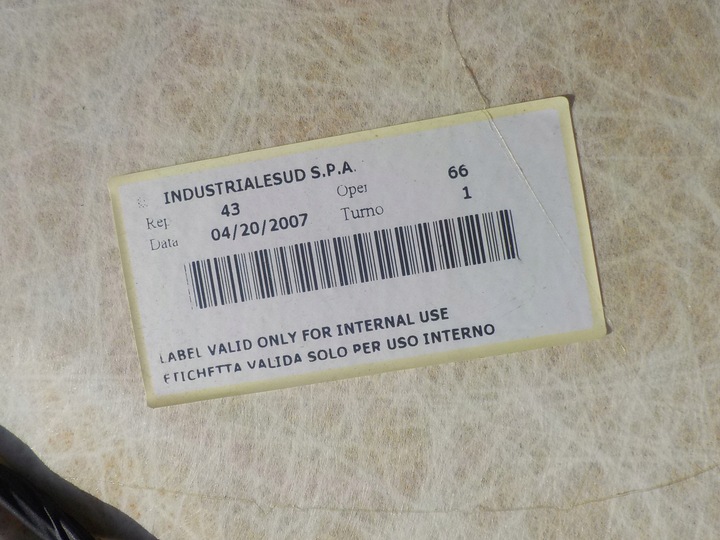 INDUSTRIALESUD S.P.A.
Rep 43 Oper 66
Data 04/20/2007 Turno 1
LABEL VALID ONLY FOR INTERNAL USE
ETICHETTA VALIDA SOLO PER USO INTERNO